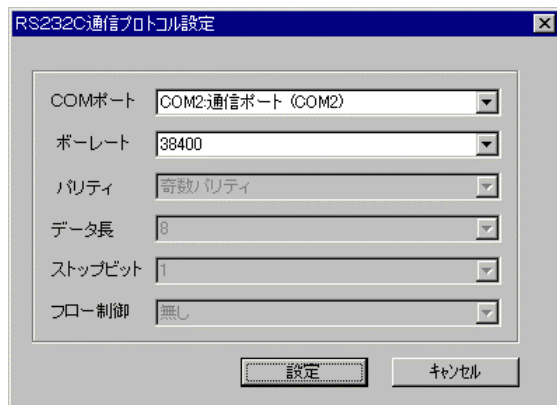 RS232C通信プロトコル設定
COMポート COM2:通信ポート (COM2)
ボーレート 38400
パリティ 奇数パリティ
データ長 8
ストップビット 1
フロー制御 無し
設定 キャンセル